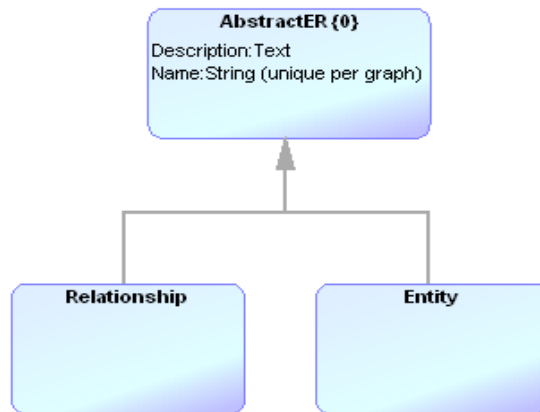 AbstractER {0}
Description:Text
Name:String (unique per graph)
Relationship
Entity